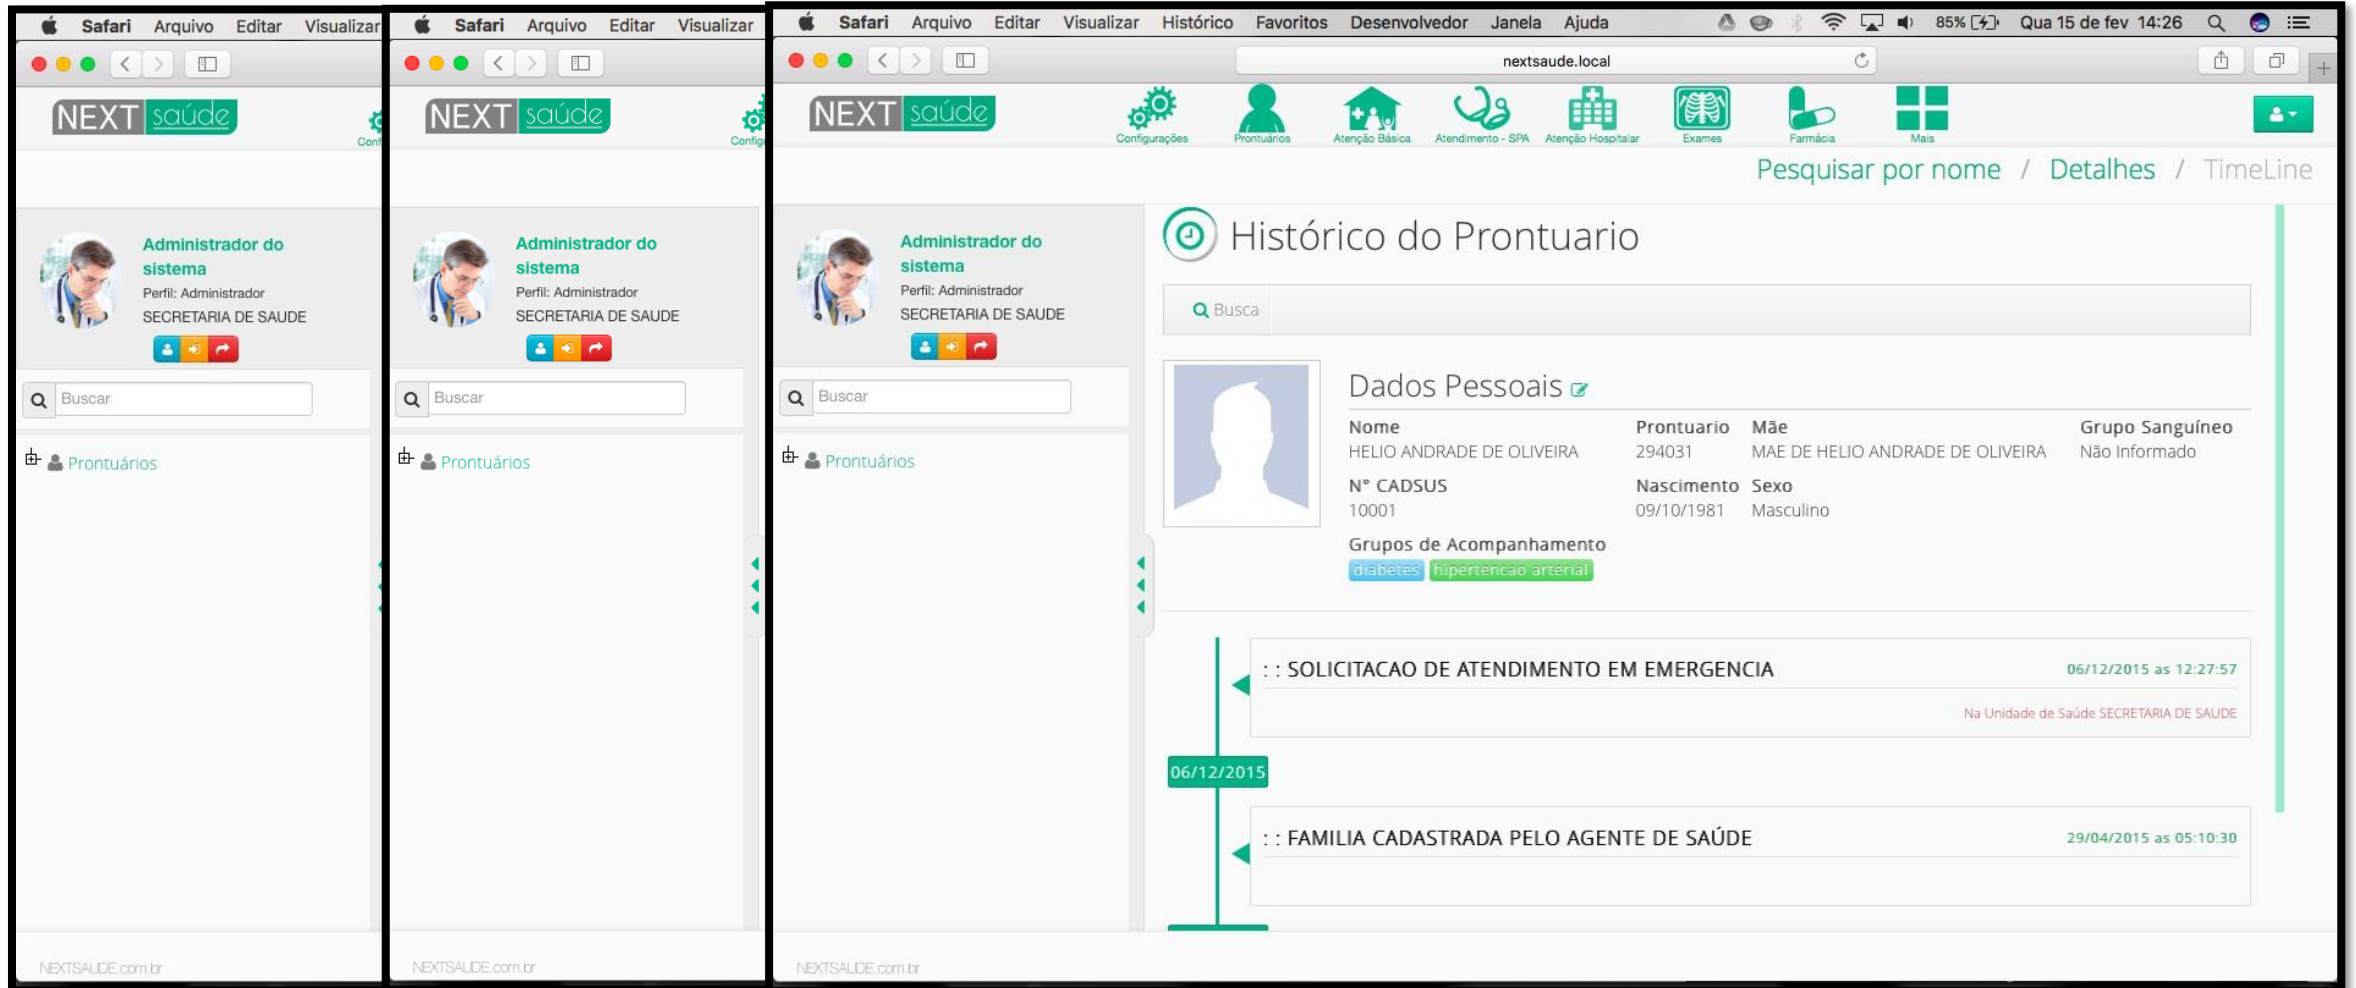 Safari Arquivo Editar Visualizar
NEXT saúde
Administrador do
sistema
Perfil: Administrador
SECRETARIA DE SAUDE
Buscar
Prontuários
NEXTSAUDE.com.br
Safari Arquivo Editar Visualizar
NEXT saúde
Administrador do
sistema
Perfil: Administrador
SECRETARIA DE SAUDE
Buscar
Prontuários
NEXTSAUDE.com.br
Safari Arquivo Editar Visualizar Histórico Favoritos Desenvolvedor Janela Ajuda 85% Qua 15 de fev 14:26
nextsaude.local
NEXT saúde
Configurações Prontuários Atenção Básica Atendimento - SPA Atenção Hospitalar Exames Farmácia Mais
Pesquisar por nome / Detalhes / TimeLine
Administrador do
sistema
Perfil: Administrador
SECRETARIA DE SAUDE
Buscar
Prontuários
Histórico do Prontuario
Busca
Dados Pessoais
Nome Prontuario Mãe Grupo Sanguíneo
HELIO ANDRADE DE OLIVEIRA 294031 MAE DE HELIO ANDRADE DE OLIVEIRA Não Informado
N° CADSUS Nascimento Sexo
10001 09/10/1981 Masculino
Grupos de Acompanhamento
diabetes hipertencao arterial
: : SOLICITACAO DE ATENDIMENTO EM EMERGENCIA 06/12/2015 as 12:27:57
Na Unidade de Saúde SECRETARIA DE SAUDE
06/12/2015
: : FAMILIA CADASTRADA PELO AGENTE DE SAÚDE 29/04/2015 as 05:10:30
NEXTSAUDE.com.br